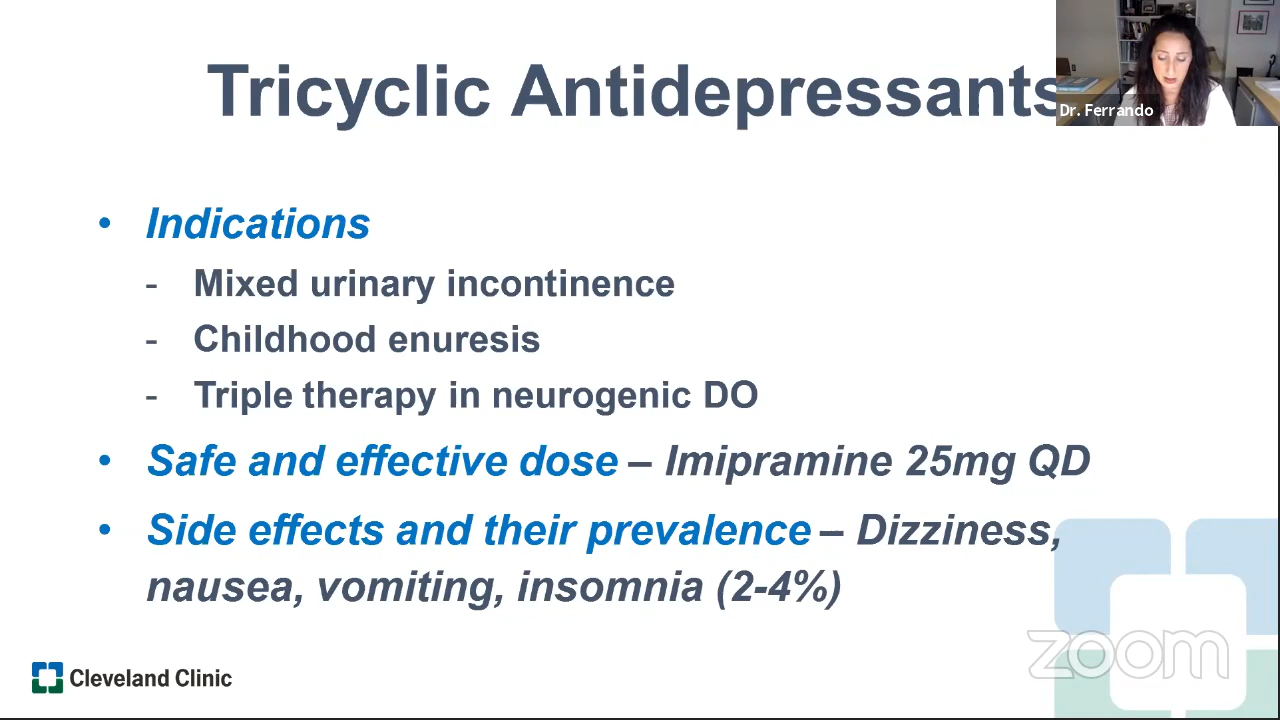 Tricyclic Antidepressants
Dr. Ferrando
• Indications
- Mixed urinary incontinence
- Childhood enuresis
- Triple therapy in neurogenic DO
• Safe and effective dose – Imipramine 25mg QD
• Side effects and their prevalence – Dizziness,
nausea, vomiting, insomnia (2-4%)
zoom
Cleveland Clinic